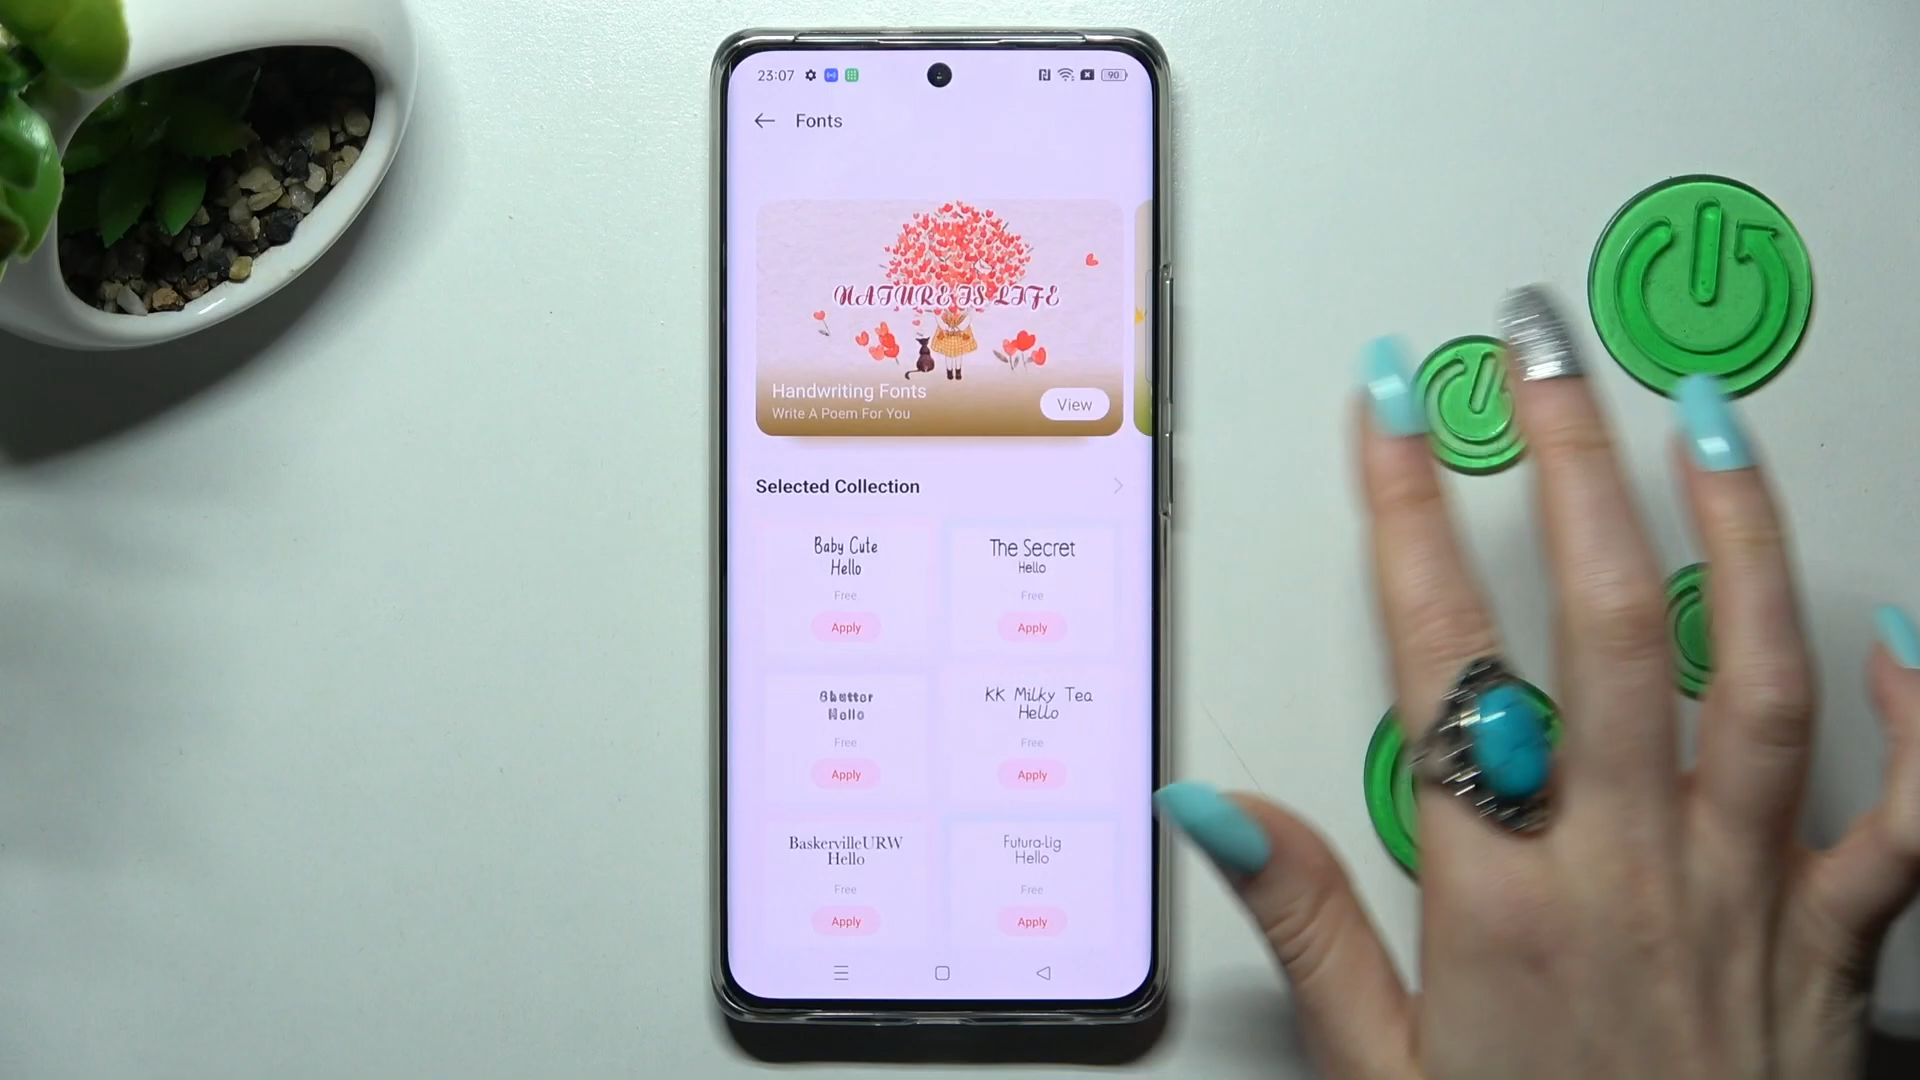 23:07
90
Fonts
NATURE IS LIFE
Handwriting Fonts
Write A Poem For You
View
Selected Collection
Baby Cute
Hello
Free
Apply
The Secret
Hello
Free
Apply
Shutter
Hello
Free
Apply
KK Milky Tea
Hello
Free
Apply
BaskervilleURW
Hello
Free
Apply
Futura-Lig
Hello
Free
Apply